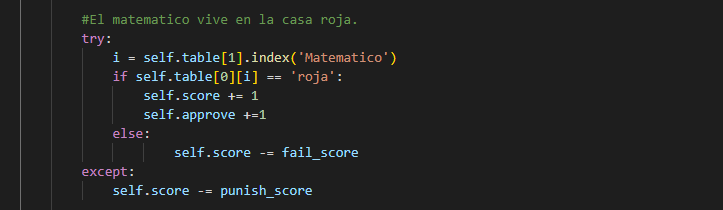 #El matematico vive en la casa roja.
try:
i = self.table[1].index('Matematico')
if self.table[0][i] == 'roja':
self.score += 1
self.approve +=1
else:
self.score -= fail_score
except:
self.score -= punish_score